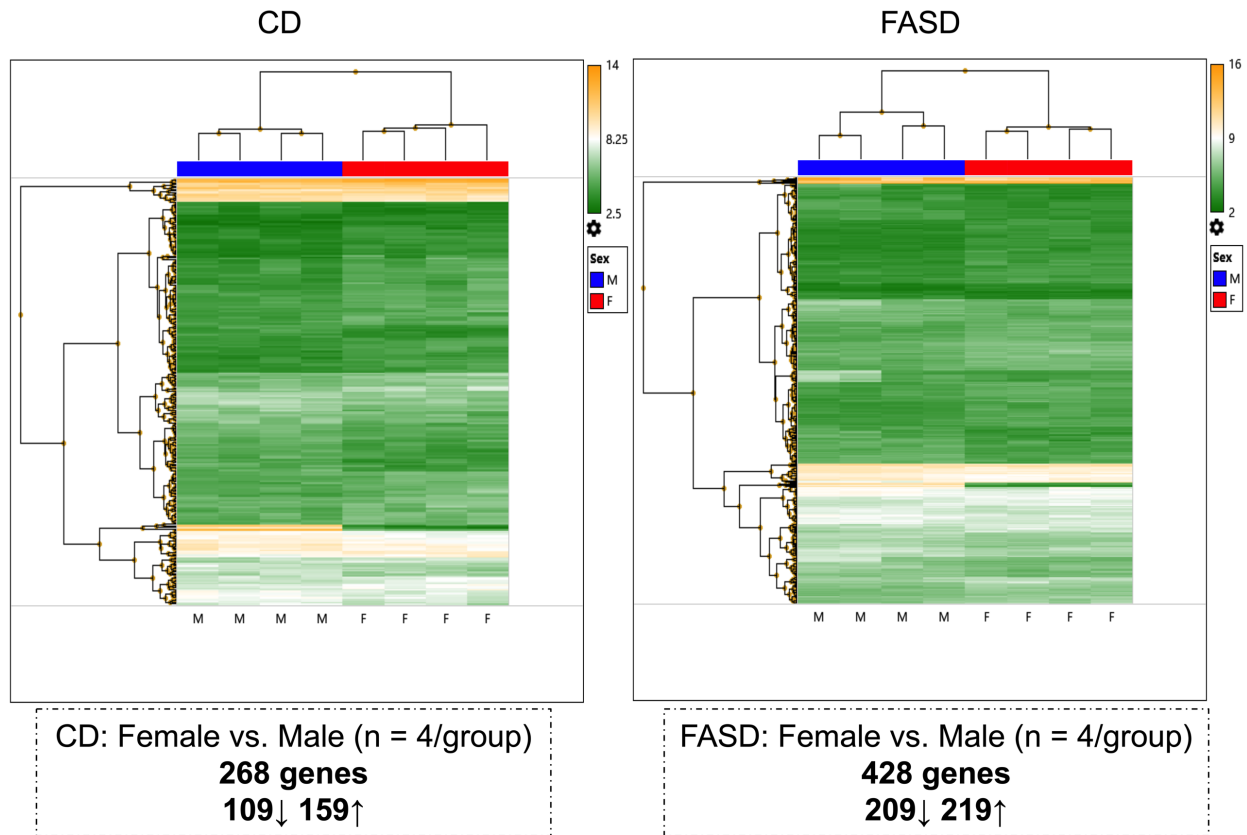 CD
FASD
14
8.25
2.5
Sex
M
F
M M M M F F F F
16
9
2
Sex
M
F
M M M M F F F F
CD: Female vs. Male (n = 4/group)
268 genes
109↓ 159↑
FASD: Female vs. Male (n = 4/group)
428 genes
209↓ 219↑